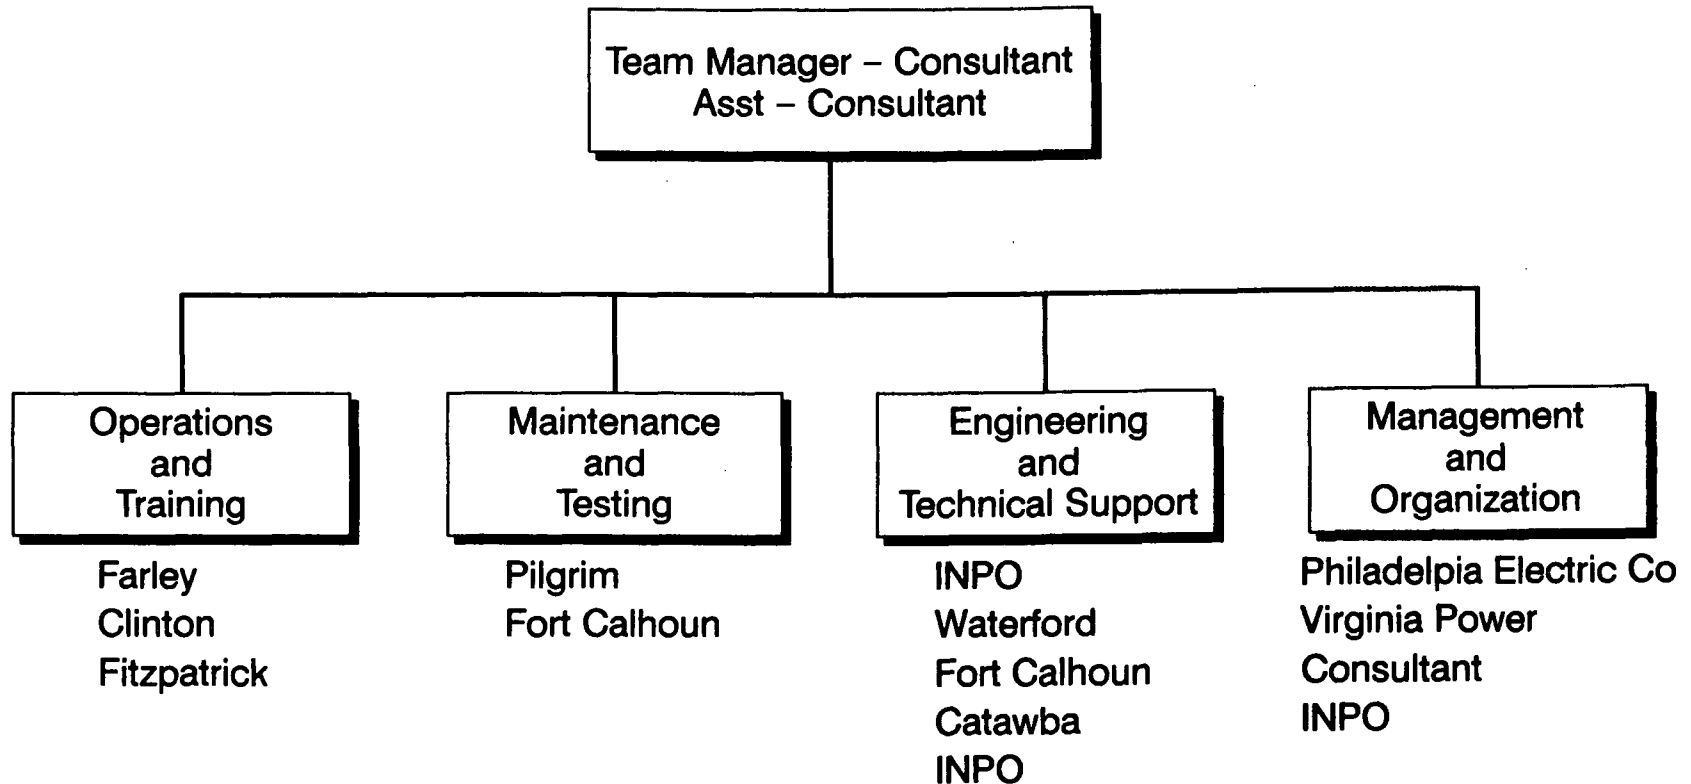 Team Manager – Consultant
Asst – Consultant
Operations
and
Training
Farley
Clinton
Fitzpatrick
Maintenance
and
Testing
Pilgrim
Fort Calhoun
Engineering
and
Technical Support
INPO
Waterford
Fort Calhoun
Catawba
INPO
Management
and
Organization
Philadelpia Electric Co
Virginia Power
Consultant
INPO